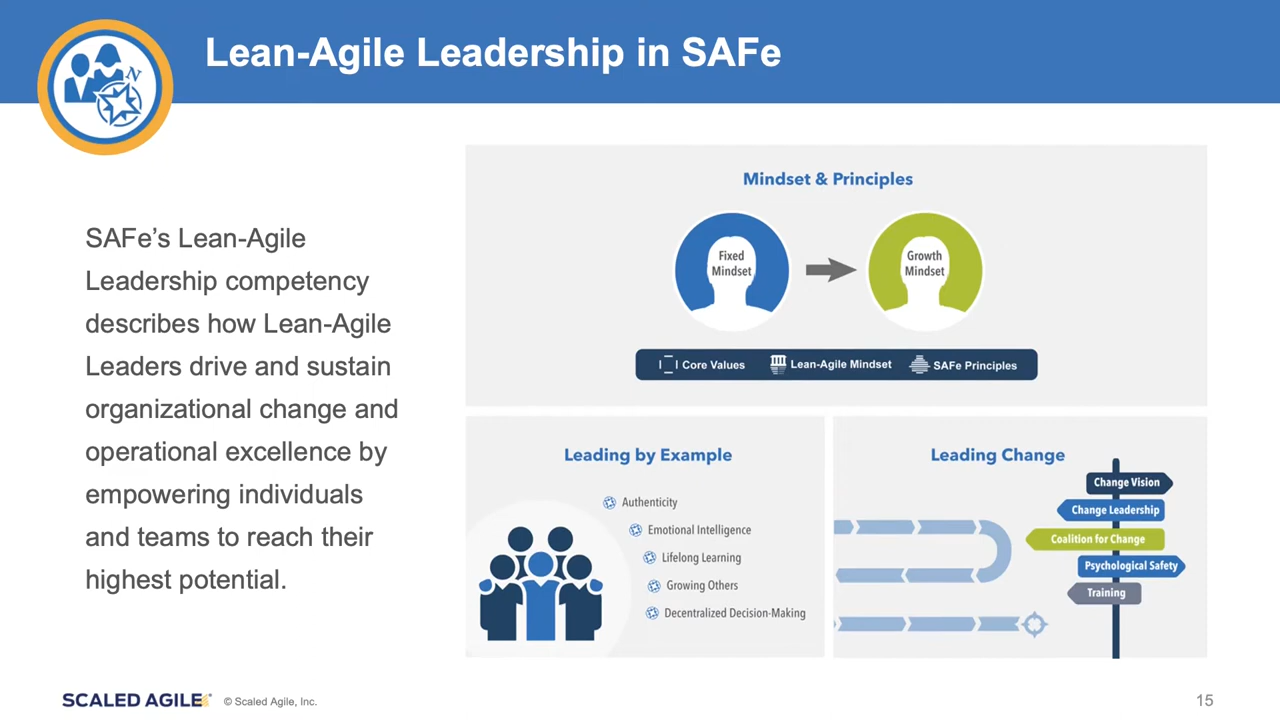 N
Lean-Agile Leadership in SAFe
SAFe’s Lean-Agile
Leadership competency
describes how Lean-Agile
Leaders drive and sustain
organizational change and
operational excellence by
empowering individuals
and teams to reach their
highest potential.
Mindset & Principles
Fixed
Mindset
Growth
Mindset
Core Values
Lean-Agile Mindset
SAFe Principles
Leading by Example
Authenticity
Emotional Intelligence
Lifelong Learning
Growing Others
Decentralized Decision-Making
Leading Change
Change Vision
Change Leadership
Coalition for Change
Psychological Safety
Training
SCALED AGILE
© Scaled Agile, Inc.
15